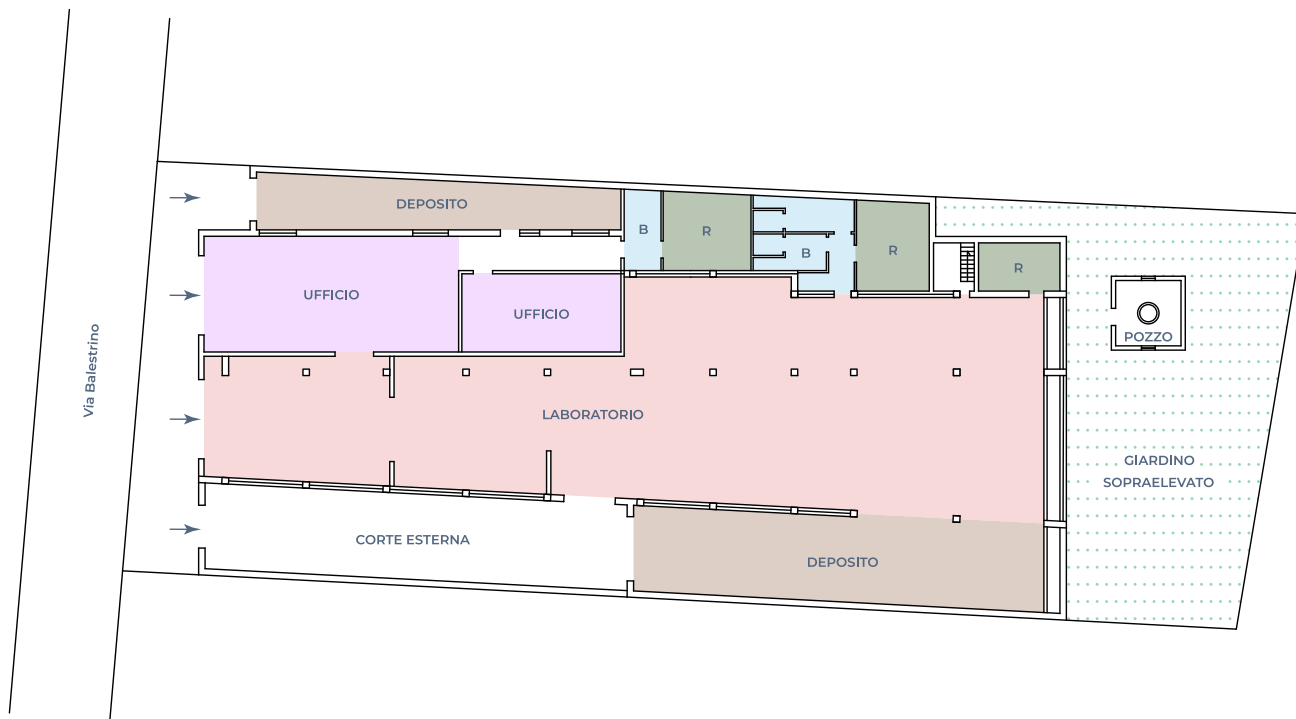 DEPOSITO
B
R
B
R
R
UFFICIO
UFFICIO
POZZO
Via Balestrino
LABORATORIO
GIARDINO
SOPRAELEVATO
CORTE ESTERNA
DEPOSITO